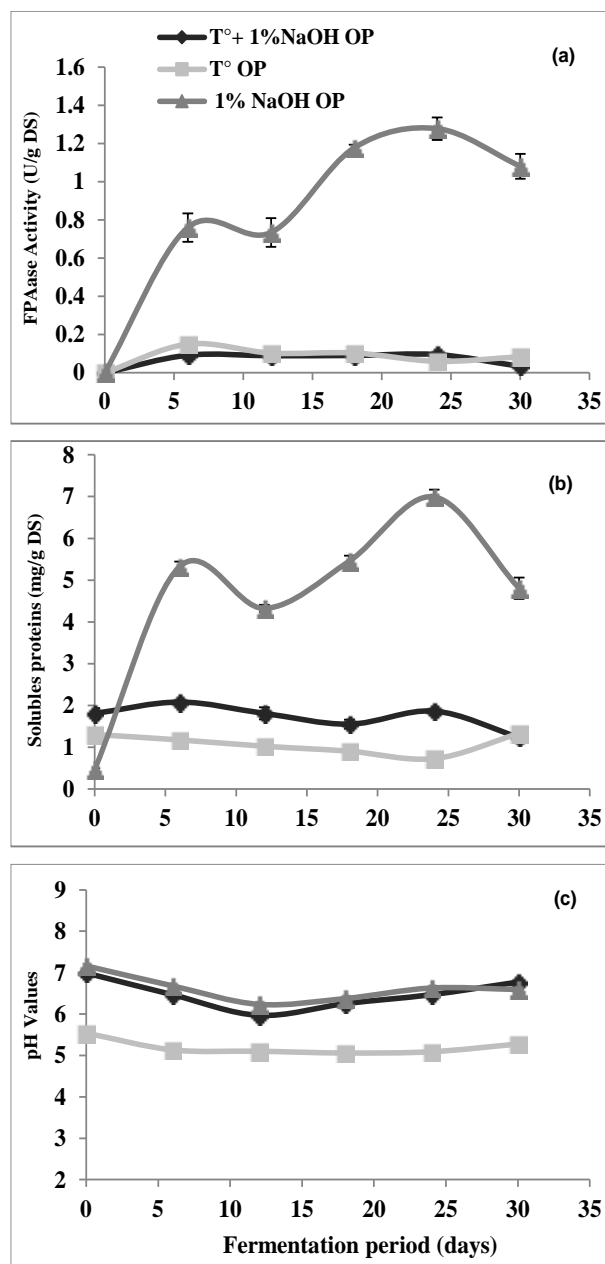 T°+ 1%NaOH OP
(a)
T° OP
1% NaOH OP
FPAase Activity (U/g DS)
1.6
1.4
1.2
1
0.8
0.6
0.4
0.2
0
0 5 10 15 20 25 30 35
(b)
Solubles proteins (mg/g DS)
8
7
6
5
4
3
2
1
0
0 5 10 15 20 25 30 35
(c)
pH Values
9
8
7
6
5
4
3
2
0 5 10 15 20 25 30 35
Fermentation period (days)